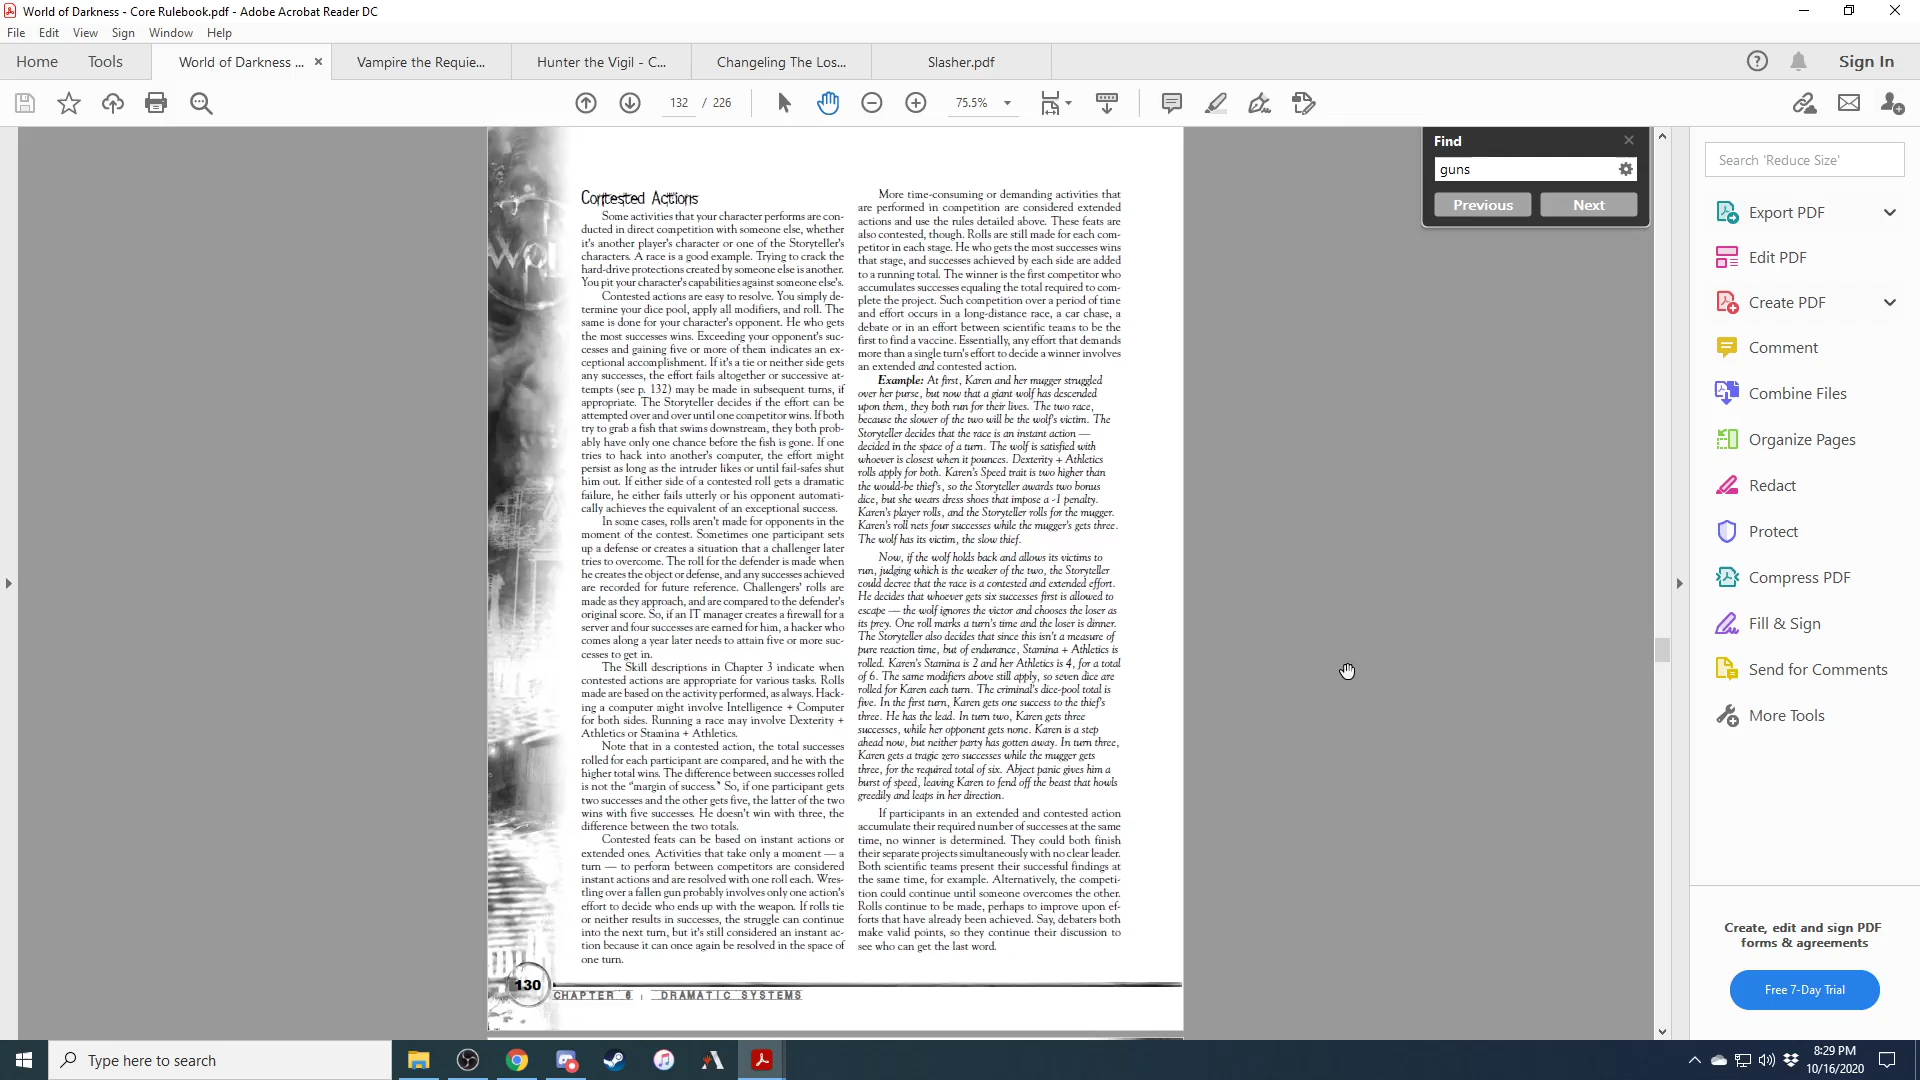 World of Darkness - Core Rulebook.pdf - Adobe Acrobat Reader DC
File Edit View Sign Window Help
Home Tools World of Darkness ... × Vampire the Requie... Hunter the Vigil - C... Changeling The Los... Slasher.pdf Sign In
132 / 226 75.5%
Contested Actions
Some activities that your character performs are con-
ducted in direct competition with someone else, whether
it's another player's character or one of the Storyteller's
characters. A race is a good example. Trying to crack the
hard-drive protections created by someone else is another.
You pit your character's capabilities against someone else's.
Contested actions are easy to resolve. You simply de-
termine your dice pool, apply all modifiers, and roll. The
same is done for your character's opponent. He who gets
the most successes wins. Exceeding your opponent's suc-
cesses and gaining five or more of them indicates an ex-
ceptional accomplishment. If it's a tie or neither side gets
any successes, the effort fails altogether or successive at-
tempts (see p. 132) may be made in subsequent turns, if
appropriate. The Storyteller decides if the effort can be
attempted over and over until one competitor wins. If both
try to grab a fish that swims downstream, they both prob-
ably have only one chance before the fish is gone. If one
tries to hack into another's computer, the effort might
persist as long as the intruder likes or until fail-safes shut
him out. If either side of a contested roll gets a dramatic
failure, he either fails utterly or his opponent automati-
cally achieves the equivalent of an exceptional success.
In some cases, rolls aren't made for opponents in the
moment of the contest. Sometimes one participant sets
up a defense or creates a situation that a challenger later
tries to overcome. The roll for the defender is made when
he creates the object or defense, and any successes achieved
are recorded for future reference. Challengers' rolls are
made as they approach, and are compared to the defender's
original score. So, if an IT manager creates a firewall for a
server and four successes are earned for him, a hacker who
comes along a year later needs to attain five or more suc-
cesses to get in.
The Skill descriptions in Chapter 3 indicate when
contested actions are appropriate for various tasks. Rolls
made are based on the activity performed, as always. Hack-
ing a computer might involve Intelligence + Computer
for both sides. Running a race may involve Dexterity +
Athletics or Stamina + Athletics.
Note that in a contested action, the total successes
rolled for each participant are compared, and he with the
higher total wins. The difference between successes rolled
is not the "margin of success." So, if one participant gets
two successes and the other gets five, the latter of the two
wins with five successes. He doesn't win with three, the
difference between the two totals.
Contested feats can be based on instant actions or
extended ones. Activities that take only a moment — a
turn — to perform between competitors are considered
instant actions and are resolved with one roll each. Wres-
tling over a fallen gun probably involves only one action's
effort to decide who ends up with the weapon. If rolls tie
or neither results in successes, the struggle can continue
into the next turn, but it's still considered an instant ac-
tion because it can once again be resolved in the space of
one turn.
More time-consuming or demanding activities that
are performed in competition are considered extended
actions and use the rules detailed above. These feats are
also contested, though. Rolls are still made for each com-
petitor in each stage. He who gets the most successes wins
that stage, and successes achieved by each side are added
to a running total. The winner is the first competitor who
accumulates successes equaling the total required to com-
plete the project. Such competition over a period of time
and effort occurs in a long-distance race, a car chase, a
debate or in an effort between scientific teams to be the
first to find a vaccine. Essentially, any effort that demands
more than a single turn's effort to decide a winner involves
an extended and contested action.
Example: At first, Karen and her mugger struggled
over her purse, but now that a giant wolf has descended
upon them, they both run for their lives. The two race,
because the slower of the two will be the wolf's victim. The
Storyteller decides that the race is an instant action —
decided in the space of a turn. The wolf is satisfied with
whoever is closest when it pounces. Dexterity + Athletics
rolls apply for both. Karen's Speed trait is two higher than
the would-be thief's, so the Storyteller awards two bonus
dice, but she wears dress shoes that impose a -1 penalty.
Karen's player rolls, and the Storyteller rolls for the mugger.
Karen's roll nets four successes while the mugger's gets three.
The wolf has its victim, the slow thief.
Now, if the wolf holds back and allows its victims to
run, judging which is the weaker of the two, the Storyteller
could decree that the race is a contested and extended effort.
He decides that whoever gets six successes first is allowed to
escape — the wolf ignores the victor and chooses the loser as
its prey. One roll marks a turn's time and the loser is dinner.
The Storyteller also decides that since this isn't a measure of
pure reaction time, but of endurance, Stamina + Athletics is
rolled. Karen's Stamina is 2 and her Athletics is 4, for a total
of 6. The same modifiers above still apply, so seven dice are
rolled for Karen each turn. The criminal's dice-pool total is
five. In the first turn, Karen gets one success to the thief's
three. He has the lead. In turn two, Karen gets three
successes, while her opponent gets none. Karen is a step
ahead now, but neither party has gotten away. In turn three,
Karen gets a tragic zero successes while the mugger gets
three, for the required total of six. Abject panic gives him a
burst of speed, leaving Karen to fend off the beast that howls
greedily and leaps in her direction.
If participants in an extended and contested action
accumulate their required number of successes at the same
time, no winner is determined. They could both finish
their separate projects simultaneously with no clear leader.
Both scientific teams present their successful findings at
the same time, for example. Alternatively, the competi-
tion could continue until someone overcomes the other.
Rolls continue to be made, perhaps to improve upon ef-
forts that have already been achieved. Say, debaters both
make valid points, so they continue their discussion to
see who can get the last word.
130
CHAPTER 6 | DRAMATIC SYSTEMS
Find
guns
Previous Next
Search 'Reduce Size'
Export PDF
Edit PDF
Create PDF
Comment
Combine Files
Organize Pages
Redact
Protect
Compress PDF
Fill & Sign
Send for Comments
More Tools
Create, edit and sign PDF
forms & agreements
Free 7-Day Trial
Type here to search
8:29 PM
10/16/2020